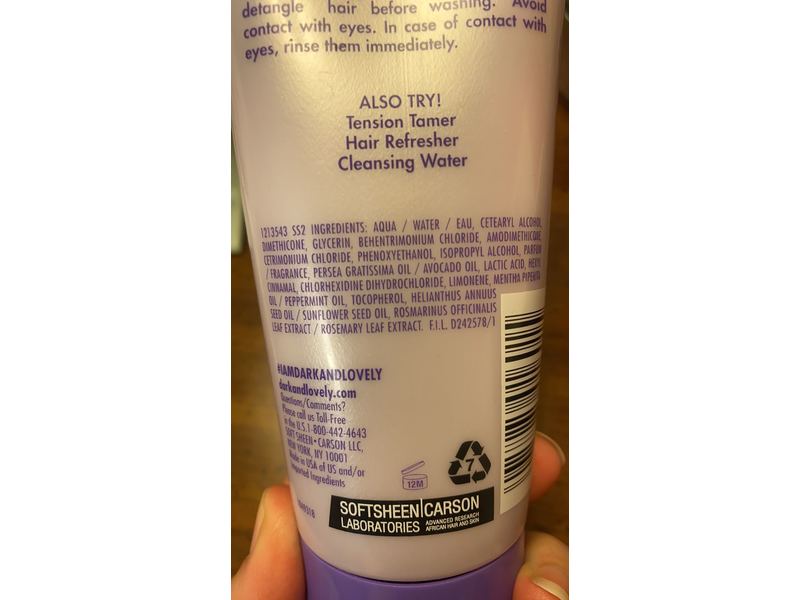 detangle hair before washing. Avoid
contact with eyes. In case of contact with
eyes, rinse them immediately.
ALSO TRY!
Tension Tamer
Hair Refresher
Cleansing Water
1213543 SS2 INGREDIENTS: AQUA / WATER / EAU, CETEARYL ALCOHOL,
DIMETHICONE, GLYCERIN, BEHENTRIMONIUM CHLORIDE, AMODIMETHICONE,
CETRIMONIUM CHLORIDE, PHENOXYETHANOL, ISOPROPYL ALCOHOL, PARFUM
/ FRAGRANCE, PERSEA GRATISSIMA OIL / AVOCADO OIL, LACTIC ACID, HEXYL
CINNAMAL, CHLORHEXIDINE DIHYDROCHLORIDE, LIMONENE, MENTHA PIPERITA
OIL / PEPPERMINT OIL, TOCOPHEROL, HELIANTHUS ANNUUS
SEED OIL / SUNFLOWER SEED OIL, ROSMARINUS OFFICINALIS
LEAF EXTRACT / ROSEMARY LEAF EXTRACT. F.I.L. D242578/1
#IAMDARKANDLOVELY
darkandlovely.com
Questions/Comments?
Please call us Toll-Free
in the U.S.1-800-442-4643
SOFT SHEEN•CARSON LLC,
NEW YORK, NY 10001
Made in USA of US and/or
Imported Ingredients
7
12M
SOFTSHEEN|CARSON
LABORATORIES ADVANCED RESEARCH
AFRICAN HAIR AND SKIN